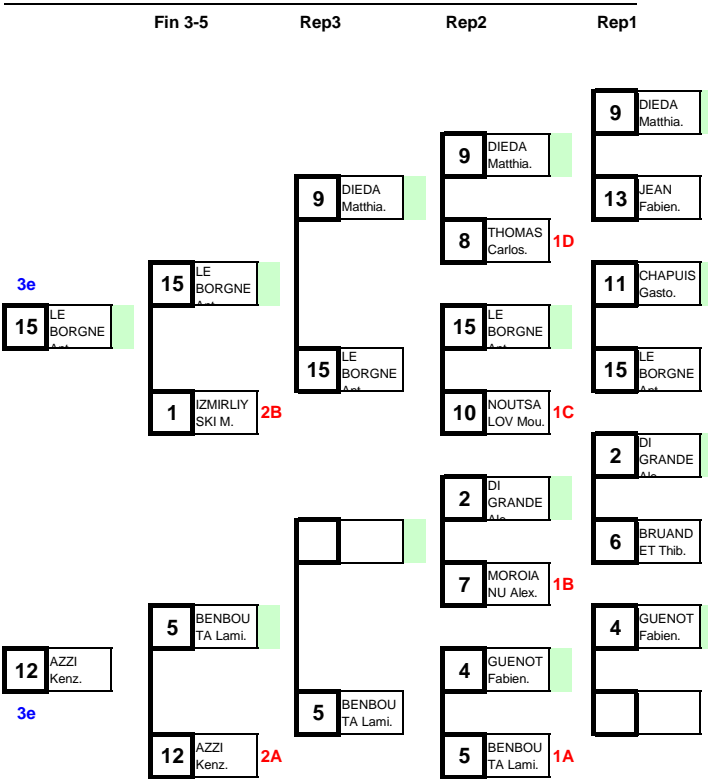 Fin 3-5 Rep3 Rep2 Rep1
3e
15 LE
BORGNE
12 AZZI
Kenz.
3e
15 LE
BORGNE
1 IZMIRLIY
SKI M. 2B
5 BENBOU
TA Lami.
12 AZZI
Kenz. 2A
9 DIEDA
Matthia.
15 LE
BORGNE
5 BENBOU
TA Lami.
9 DIEDA
Matthia.
8 THOMAS
Carlos. 1D
15 LE
BORGNE
10 NOUTSA
LOV Mou. 1C
2 DI
GRANDE
7 MOROIA
NU Alex. 1B
4 GUENOT
Fabien.
5 BENBOU
TA Lami. 1A
9 DIEDA
Matthia.
13 JEAN
Fabien.
11 CHAPUIS
Gasto.
15 LE
BORGNE
2 DI
GRANDE
6 BRUAND
ET Thib.
4 GUENOT
Fabien.